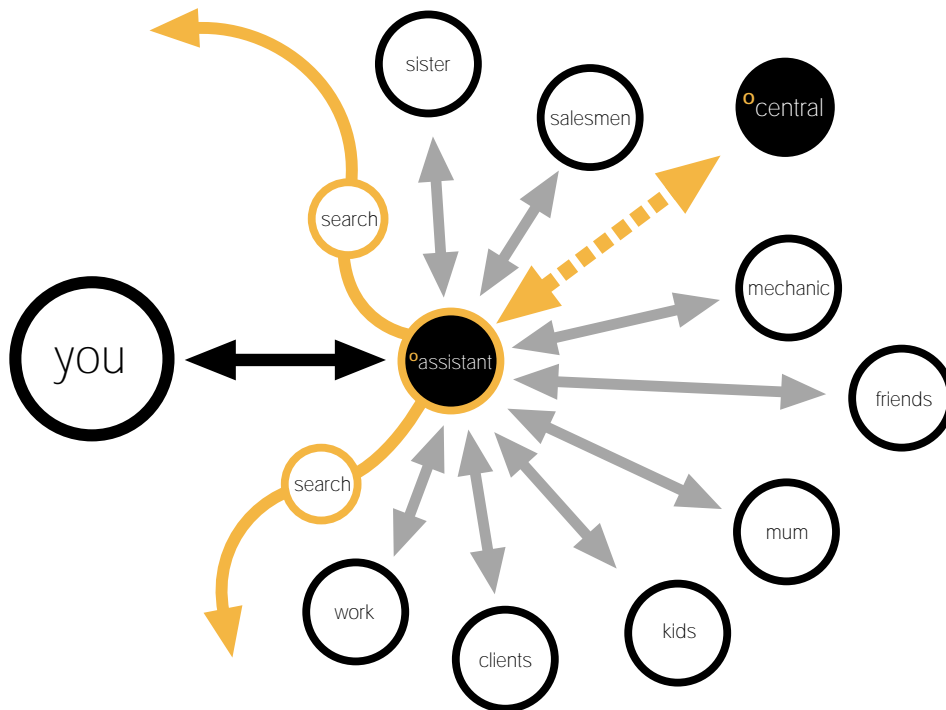 sister
salesmen
ºcentral
search
mechanic
you
ºassistant
friends
search
mum
work
clients
kids